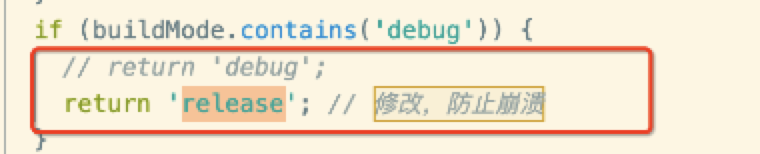 if (buildMode.contains('debug')) {
// return 'debug';
return 'release'; // 修改，防止崩溃
}